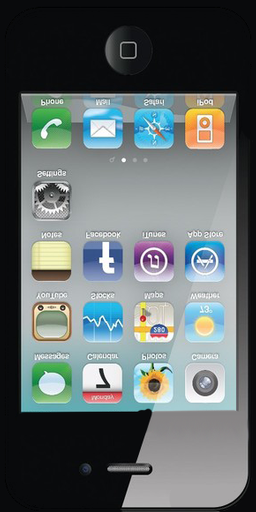 Monday
7
Messages Calendar Photos Camera
280 73°
YouTube Stocks Maps Weather
f
Notes Facebook iTunes App Store
Settings
Phone Mail Safari iPod